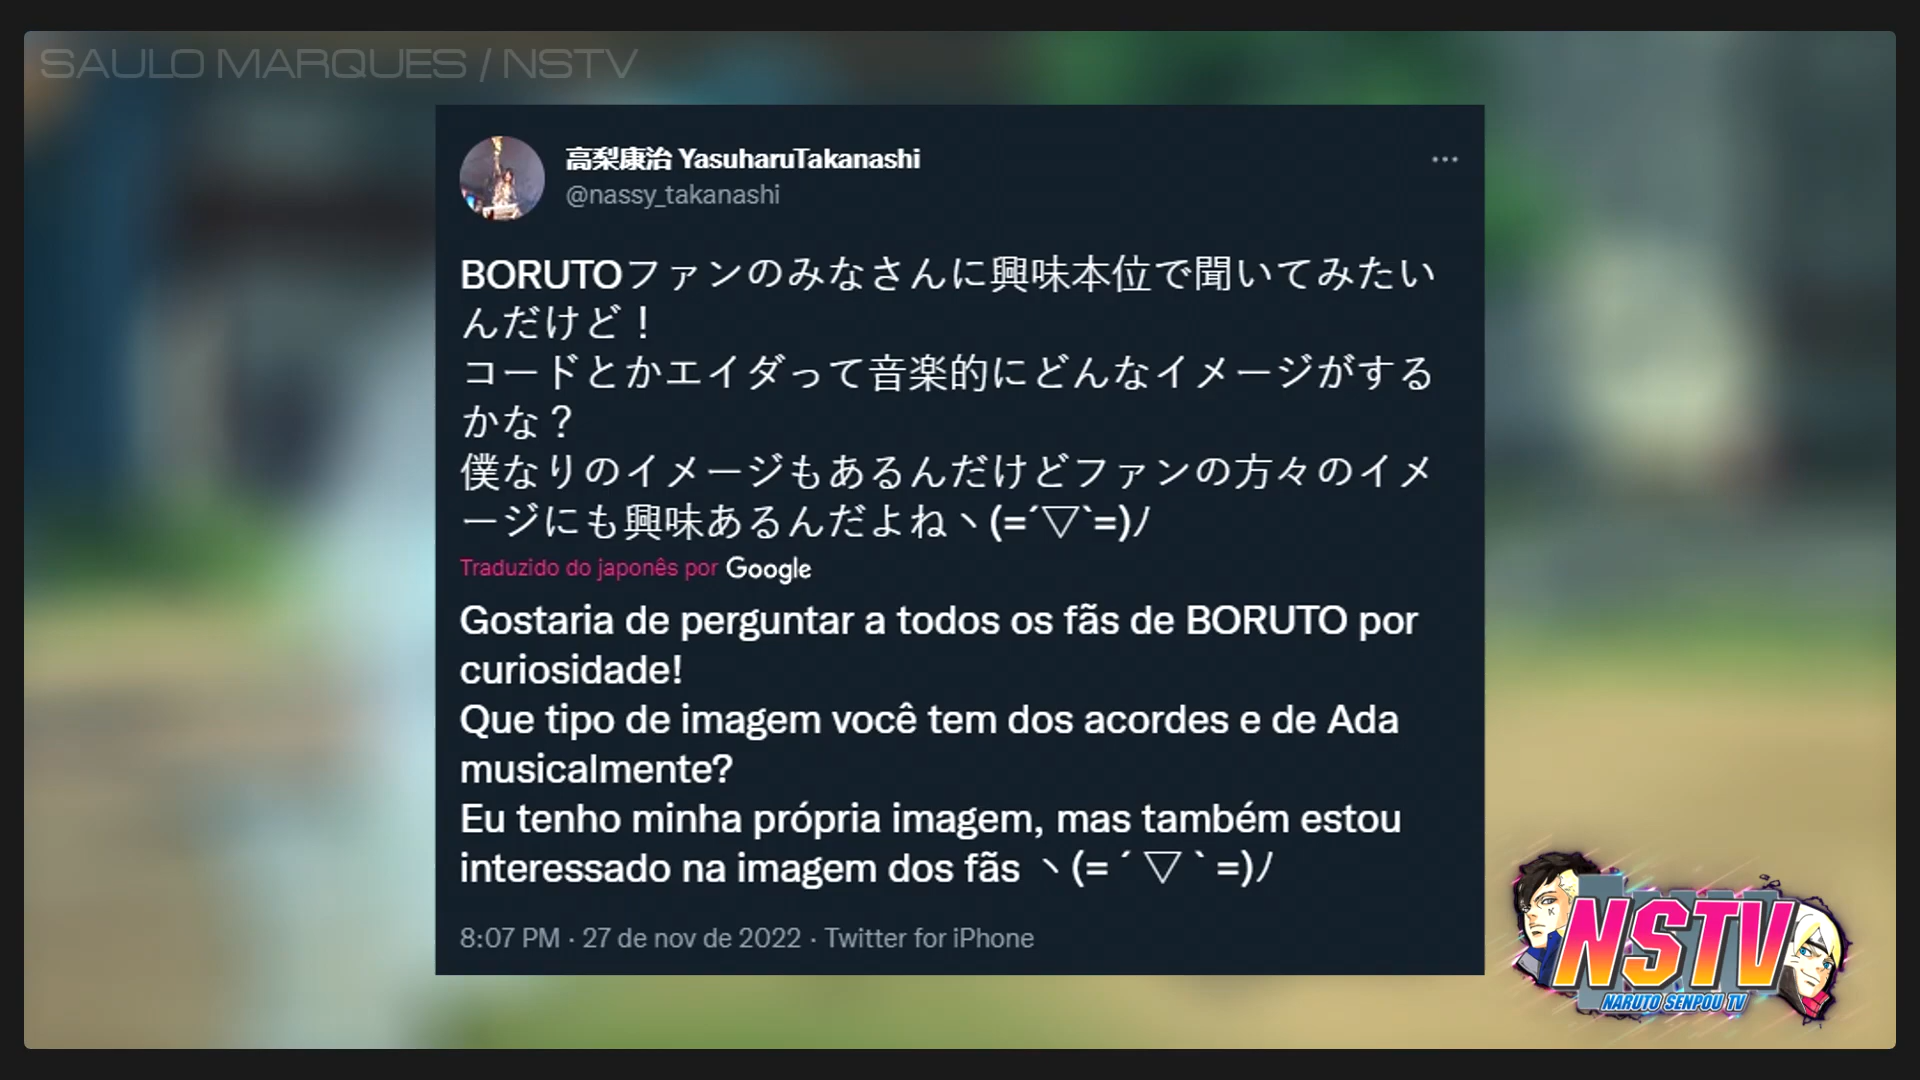 SAULO MARQUES / NSTV
高梨康治 YasuharuTakanashi
@nassy_takanashi
BORUTOファンのみなさんに興味本位で聞いてみたい
んだけど！
コードとかエイダって音楽的にどんなイメージがする
かな？
僕なりのイメージもあるんだけどファンの方々のイメ
ージにも興味あるんだよねヽ(=´▽`=)ﾉ
Traduzido do japonês por Google
Gostaria de perguntar a todos os fãs de BORUTO por
curiosidade!
Que tipo de imagem você tem dos acordes e de Ada
musicalmente?
Eu tenho minha própria imagem, mas também estou
interessado na imagem dos fãs ヽ(= ´ ▽ ` =)ﾉ
8:07 PM · 27 de nov de 2022 · Twitter for iPhone
NSTV
NARUTO SENPOU TV